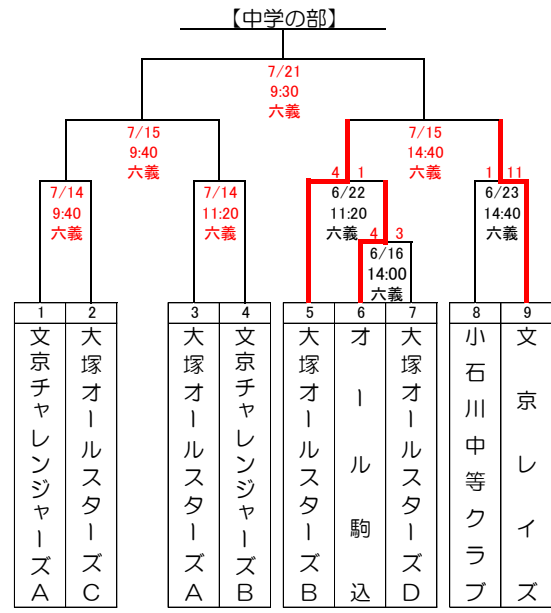 【中学の部】
7/21
9:30
六義
7/15
9:40
六義
7/15
14:40
六義
7/14
9:40
六義
7/14
11:20
六義
4 1
6/22
11:20
六義
1 11
6/23
14:40
六義
4 3
6/16
14:00
六義
1 2 3 4 5 6 7 8 9
文京チャレンジャーズA
大塚オールスターズC
大塚オールスターズA
文京チャレンジャーズB
大塚オールスターズB
オール駒込
大塚オールスターズD
小石川中等クラブ
文京レイズ